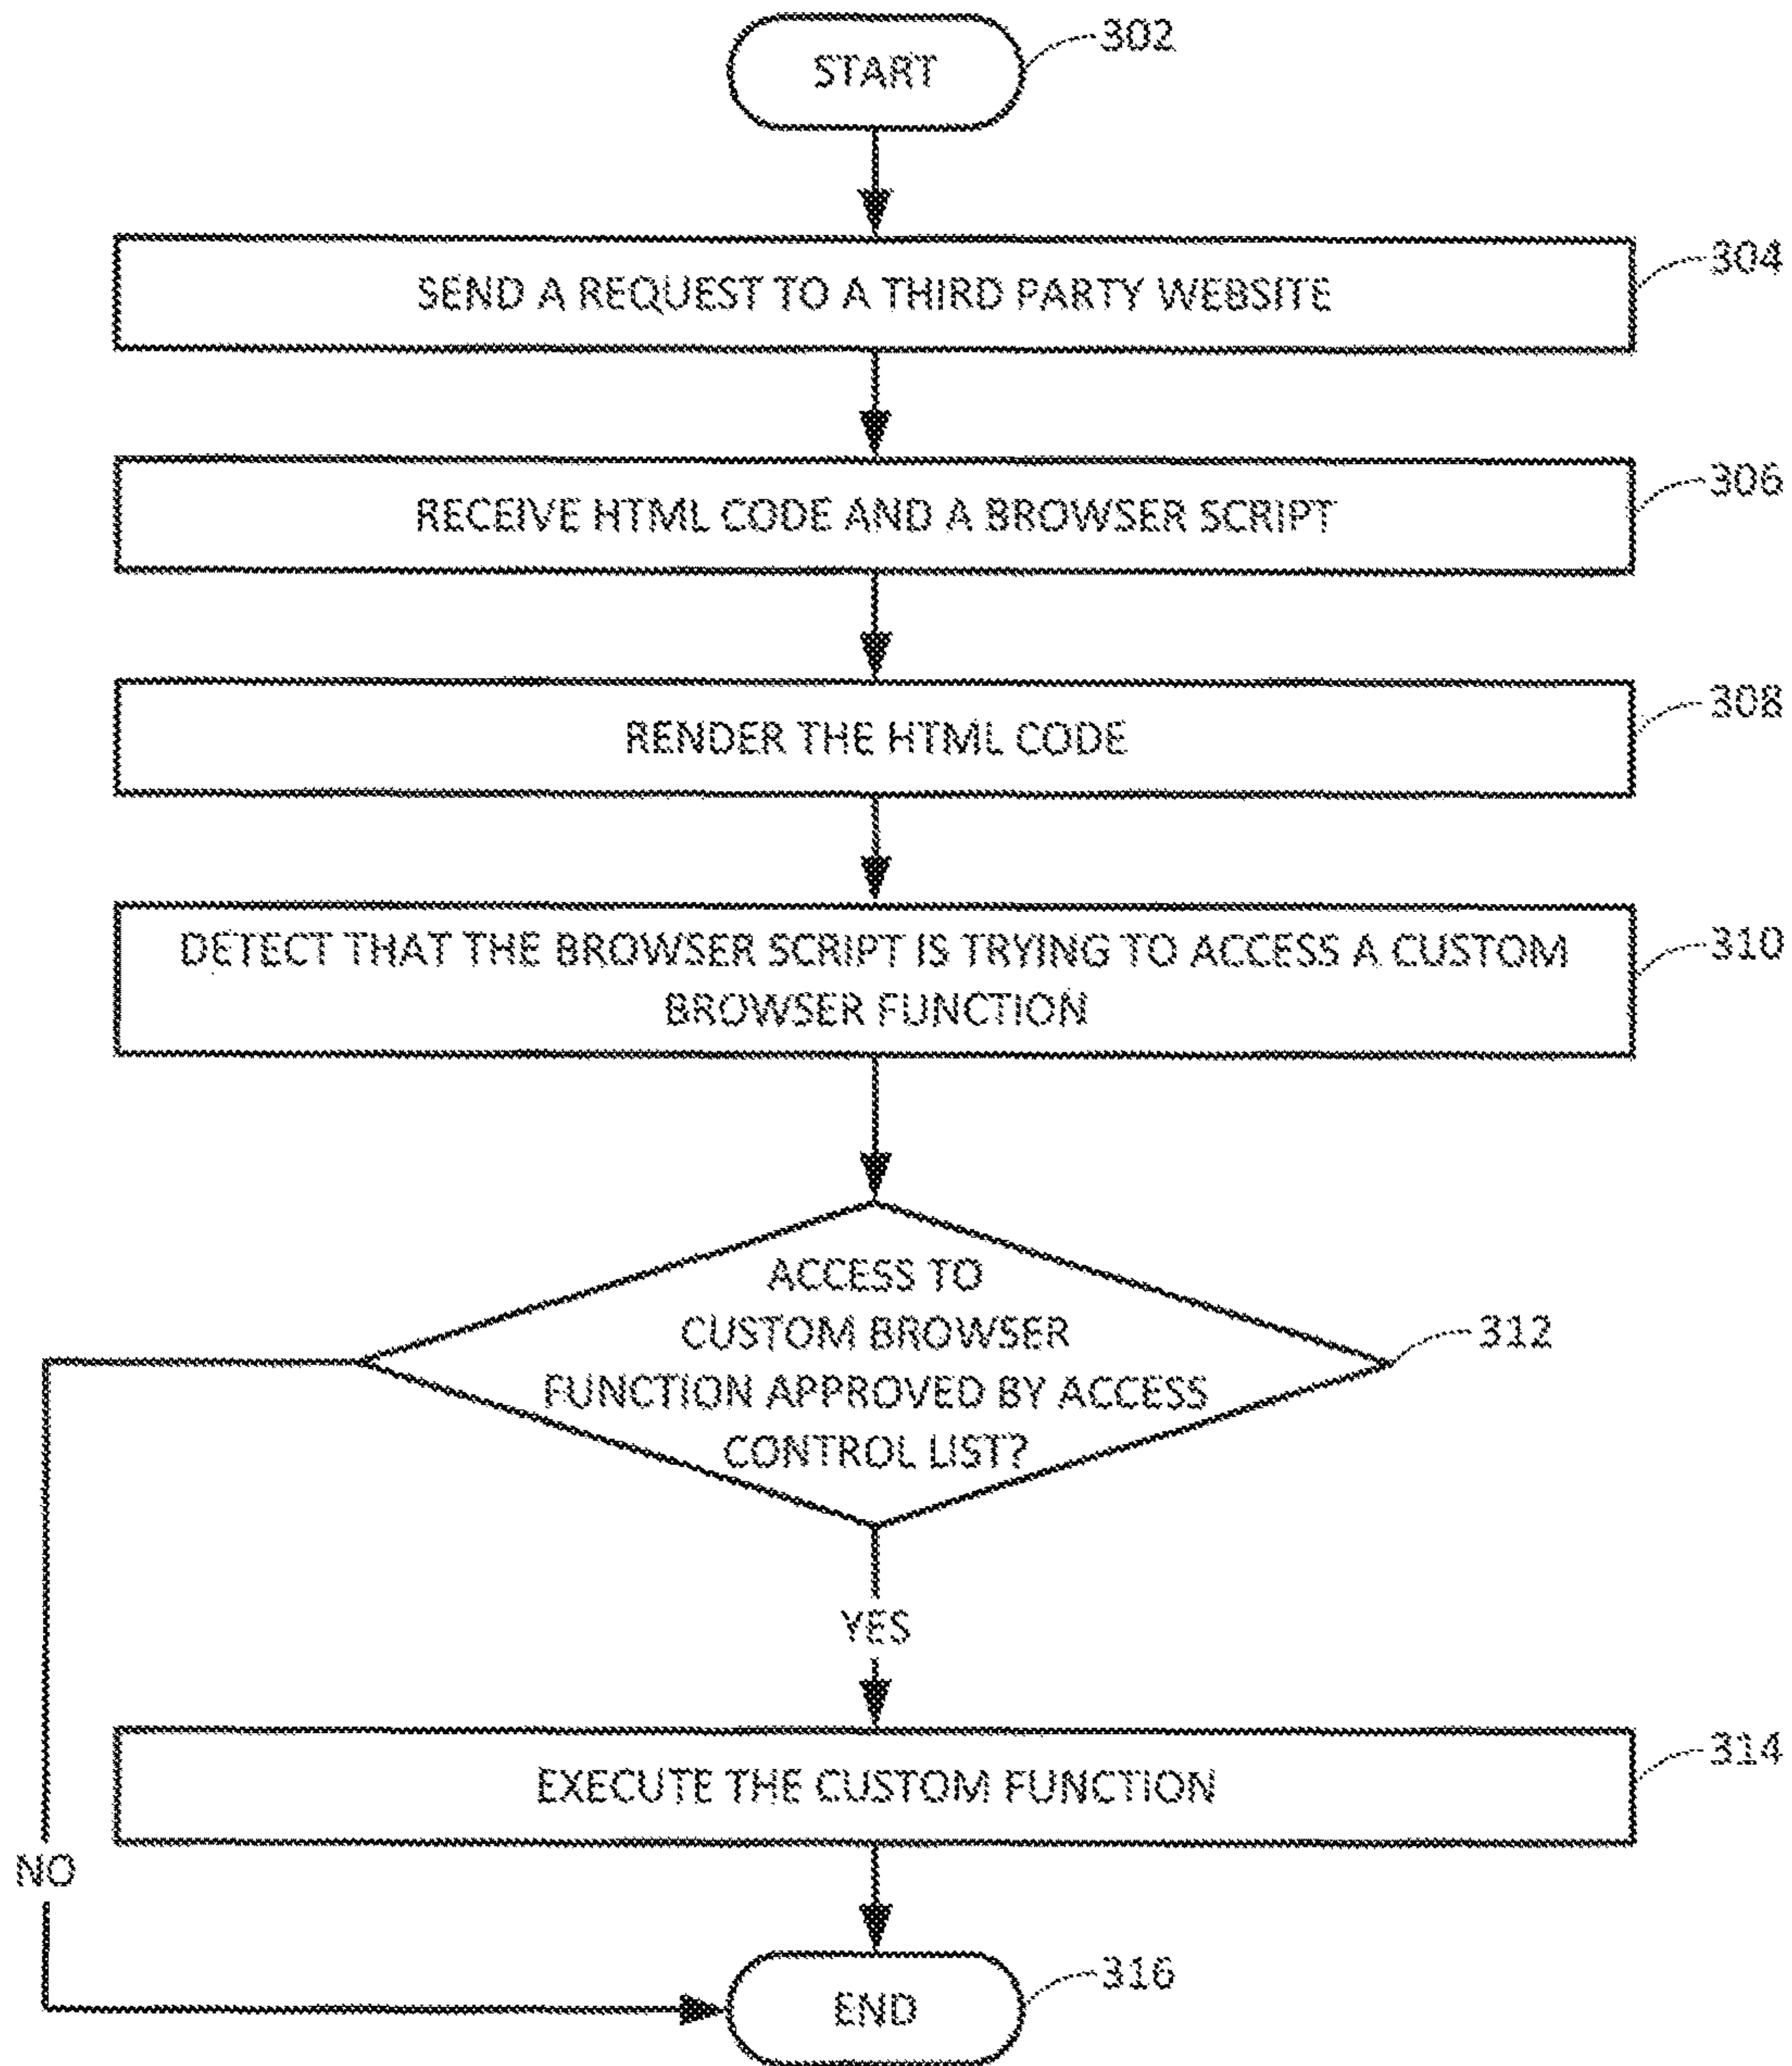 START
302
SEND A REQUEST TO A THIRD PARTY WEBSITE
304
RECEIVE HTML CODE AND A BROWSER SCRIPT
306
RENDER THE HTML CODE
308
DETECT THAT THE BROWSER SCRIPT IS TRYING TO ACCESS A CUSTOM
BROWSER FUNCTION
310
ACCESS TO
CUSTOM BROWSER
FUNCTION APPROVED BY ACCESS
CONTROL LIST?
312
YES
EXECUTE THE CUSTOM FUNCTION
314
NO
END
316